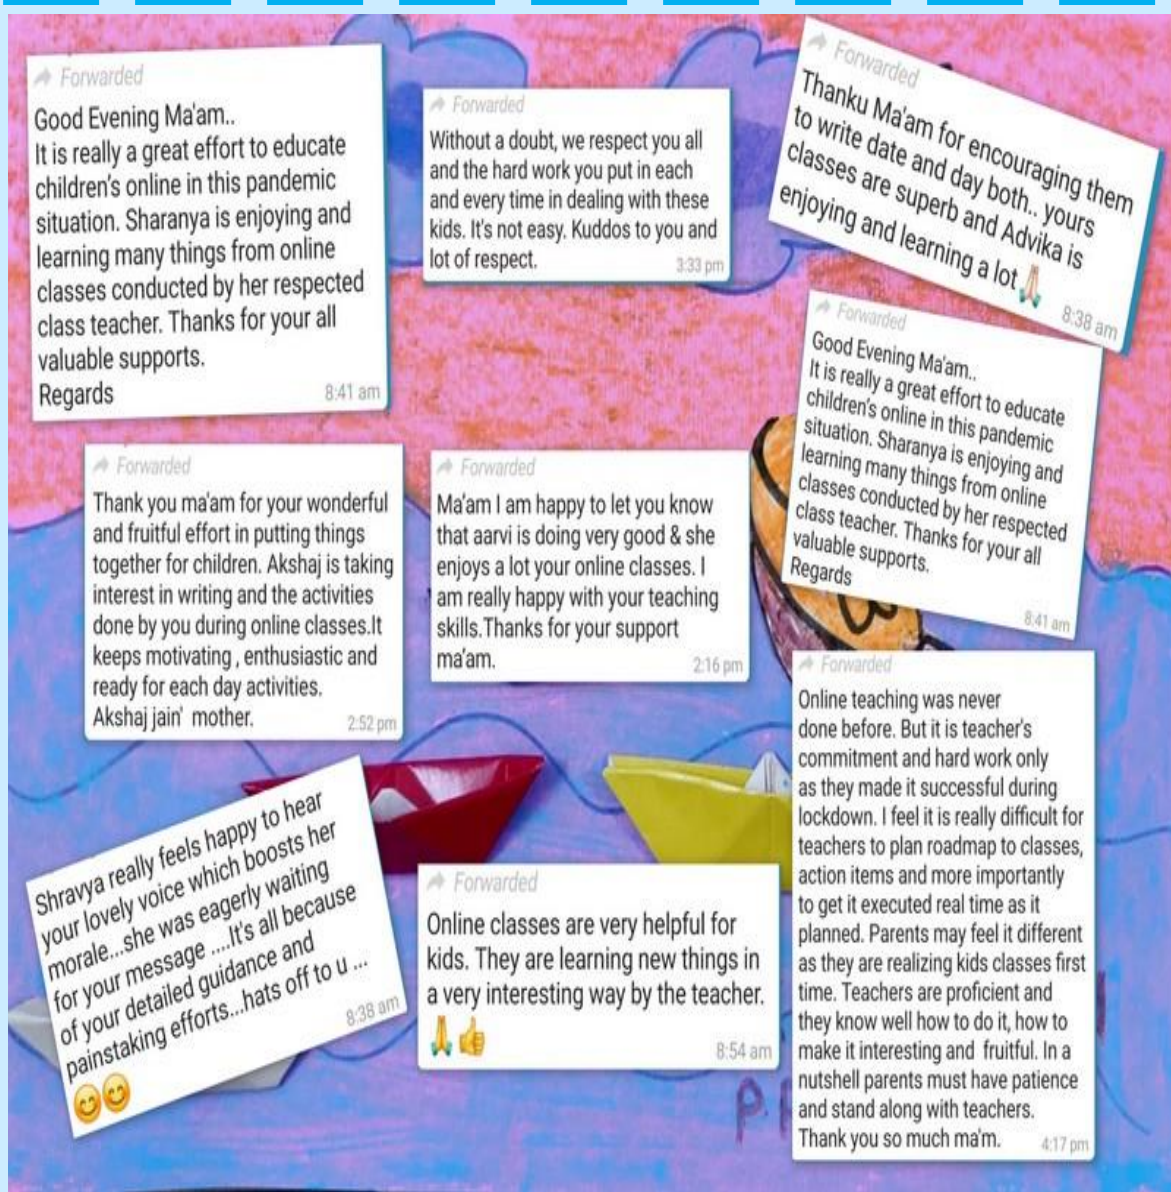 Forwarded
Good Evening Ma'am..
It is really a great effort to educate
children's online in this pandemic
situation. Sharanya is enjoying and
learning many things from online
classes conducted by her respected
class teacher. Thanks for your all
valuable supports.
Regards
8:41 am
Forwarded
Without a doubt, we respect you all
and the hard work you put in each
and every time in dealing with these
kids. It's not easy. Kuddos to you and
lot of respect.
3:33 pm
Forwarded
Thanku Ma'am for encouraging them
to write date and day both.. yours
classes are superb and Advika is
enjoying and learning a lot🙏
8:38 am
Forwarded
Good Evening Ma'am..
It is really a great effort to educate
children's online in this pandemic
situation. Sharanya is enjoying and
learning many things from online
classes conducted by her respected
class teacher. Thanks for your all
valuable supports.
Regards
8:41 am
Forwarded
Thank you ma'am for your wonderful
and fruitful effort in putting things
together for children. Akshaj is taking
interest in writing and the activities
done by you during online classes.It
keeps motivating , enthusiastic and
ready for each day activities.
Akshaj jain' mother.
2:52 pm
Forwarded
Ma'am I am happy to let you know
that aarvi is doing very good & she
enjoys a lot your online classes. I
am really happy with your teaching
skills.Thanks for your support
ma'am.
2:16 pm
Forwarded
Online teaching was never
done before. But it is teacher's
commitment and hard work only
as they made it successful during
lockdown. I feel it is really difficult for
teachers to plan roadmap to classes,
action items and more importantly
to get it executed real time as it
planned. Parents may feel it different
as they are realizing kids classes first
time. Teachers are proficient and
they know well how to do it, how to
make it interesting and  fruitful. In a
nutshell parents must have patience
and stand along with teachers.
Thank you so much ma'm.
4:17 pm
Shravya really feels happy to hear
your lovely voice which boosts her
morale...she was eagerly waiting
for your message ....It's all because
of your detailed guidance and
painstaking efforts...hats off to u ...
😊😊
8:38 am
Forwarded
Online classes are very helpful for
kids. They are learning new things in
a very interesting way by the teacher.
🙏👍
8:54 am